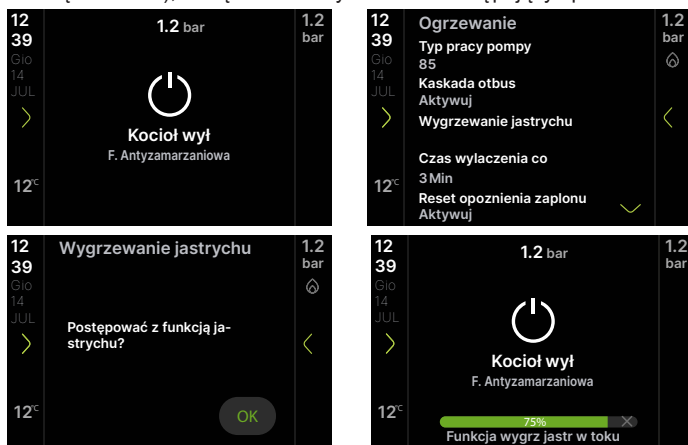 12
39
Gio
14
JUL
12°C
1.2 bar
Kocioł wył
F. Antyzamarzaniowa
1.2
bar
12
39
Gio
14
JUL
12°C
Ogrzewanie
Typ pracy pompy
85
Kaskada otbus
Aktywuj
Wygrzewanie jastrychu
Czas wylaczenia co
3 Min
Reset opoznienia zaplonu
Aktywuj
1.2
bar
12
39
Gio
14
JUL
12°C
Wygrzewanie jastrychu
Postępować z funkcją ja-
strychu?
OK
1.2
bar
12
39
Gio
14
JUL
12°C
1.2 bar
Kocioł wył
F. Antyzamarzaniowa
75%
Funkcja wygrz jastr w toku
1.2
bar